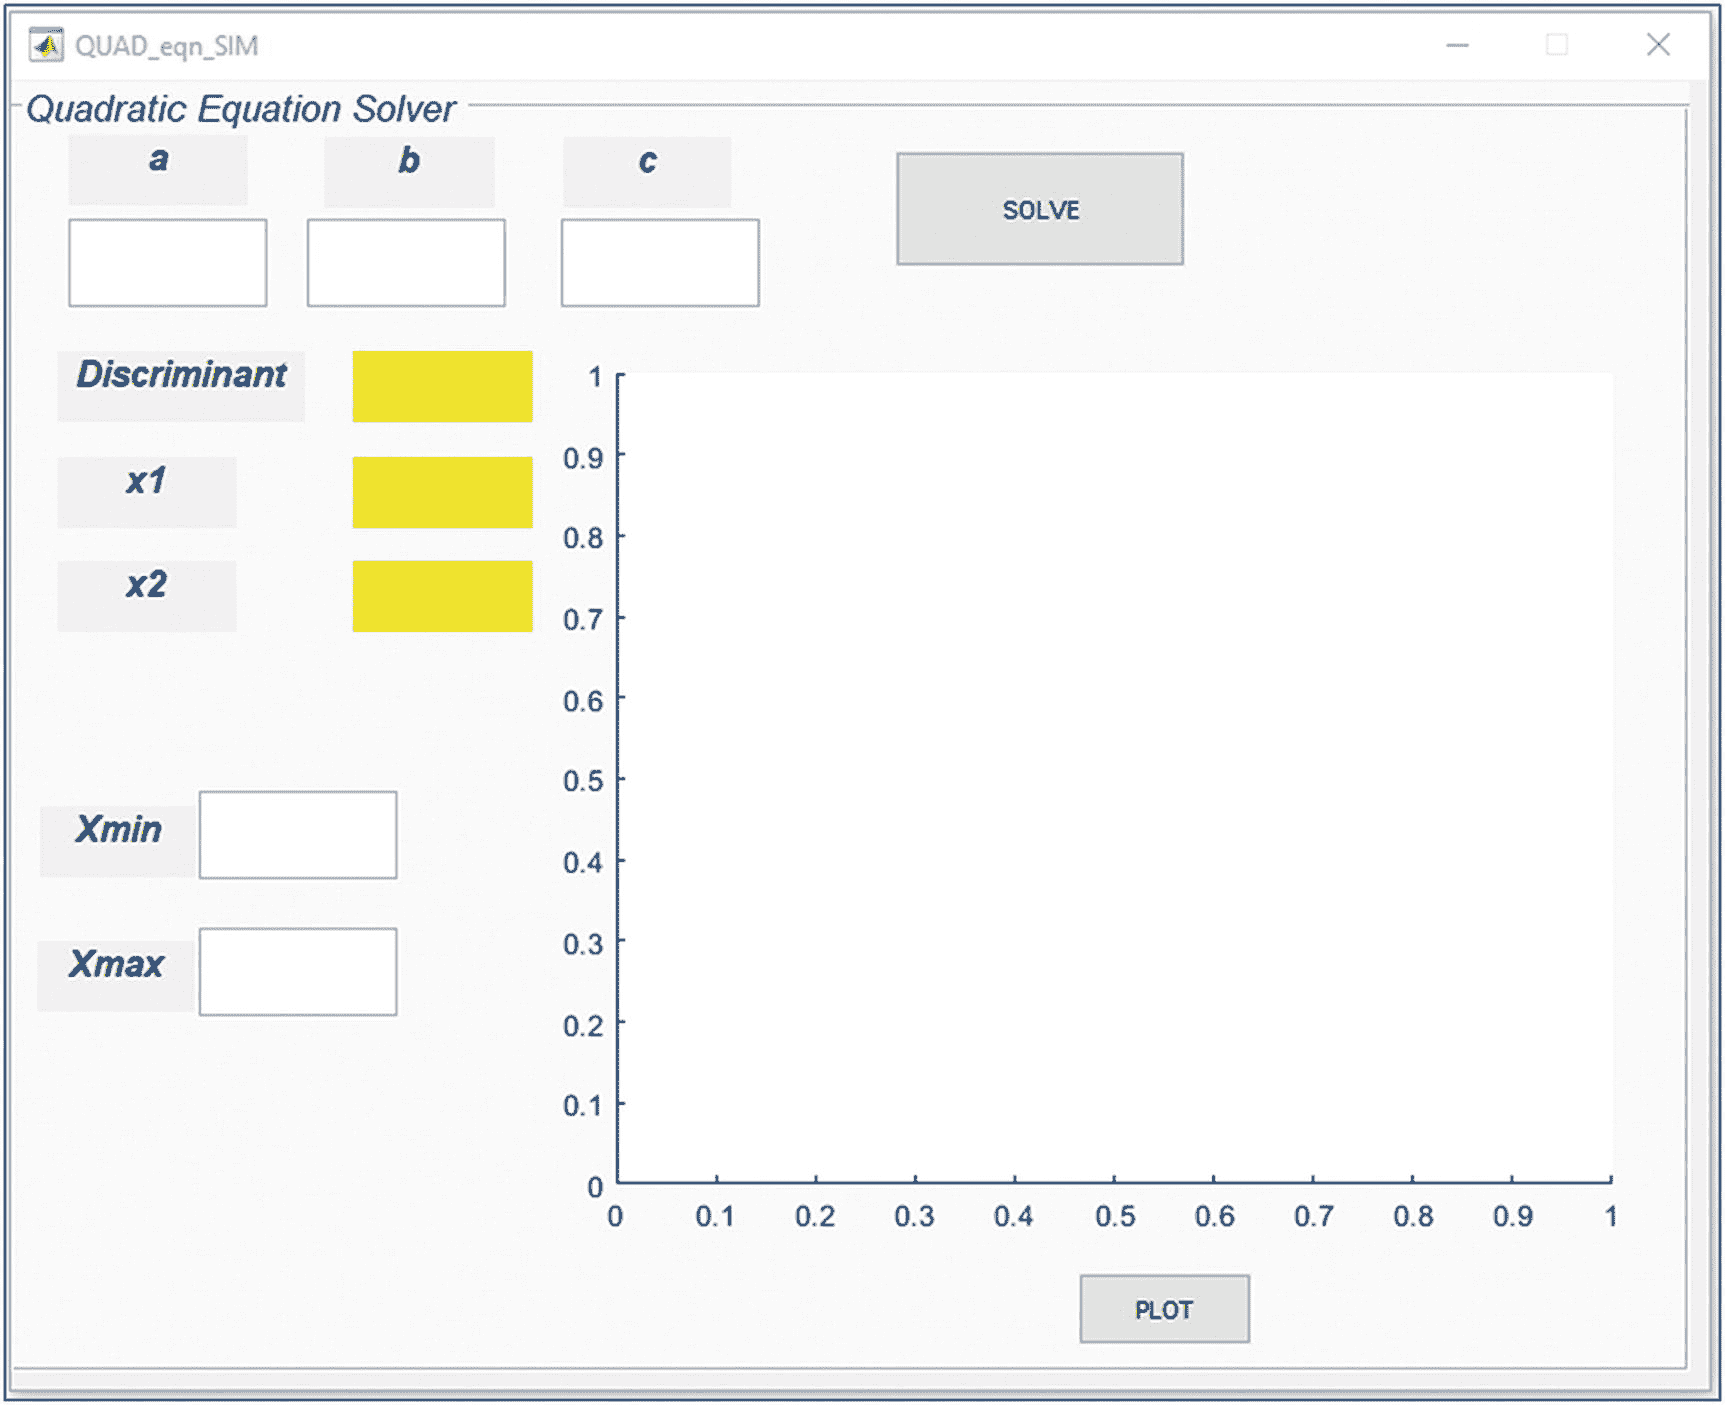 QUAD_eqn_SIM
Quadratic Equation Solver
a b c
SOLVE
Discriminant
x1
x2
Xmin
Xmax
1
0.9
0.8
0.7
0.6
0.5
0.4
0.3
0.2
0.1
0
0 0.1 0.2 0.3 0.4 0.5 0.6 0.7 0.8 0.9 1
PLOT